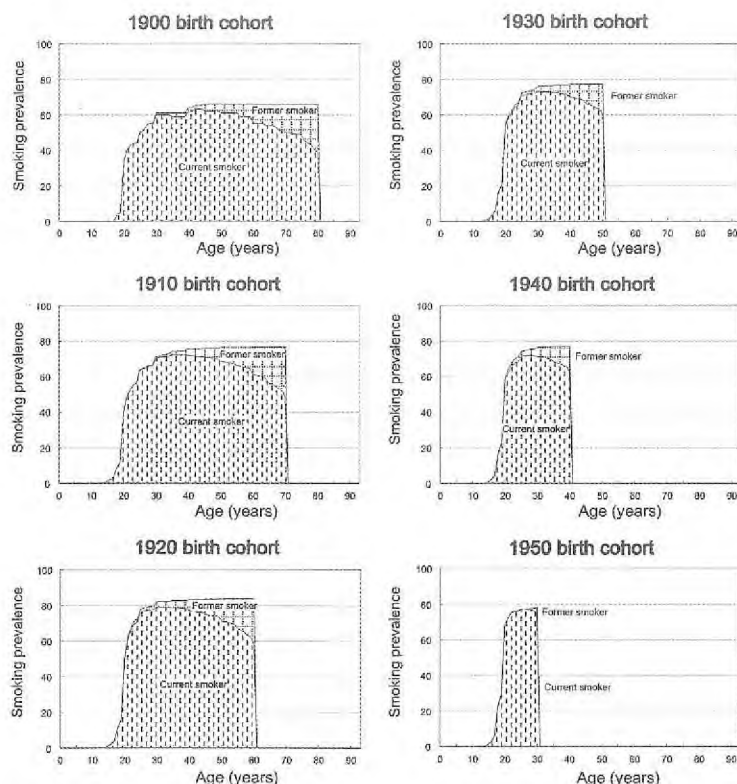 1900 birth cohort
100
80
60
40
20
0
Smoking prevalence
Former smoker
Current smoker
0 10 20 30 40 50 60 70 80 90
Age (years)
1930 birth cohort
100
80
60
40
20
0
Smoking prevalence
Former smoker
Current smoker
0 10 20 30 40 50 60 70 80 90
Age (years)
1910 birth cohort
100
80
60
40
20
0
Smoking prevalence
Former smoker
Current smoker
0 10 20 30 40 50 60 70 80 90
Age (years)
1940 birth cohort
100
80
60
40
20
0
Smoking prevalence
Former smoker
Current smoker
0 10 20 30 40 50 60 70 80 90
Age (years)
1920 birth cohort
100
80
60
40
20
0
Smoking prevalence
Former smoker
Current smoker
0 10 20 30 40 50 60 70 80 90
Age (years)
1950 birth cohort
100
80
60
40
20
0
Smoking prevalence
Former smoker
Current smoker
0 10 20 30 40 50 60 70 80 90
Age (years)